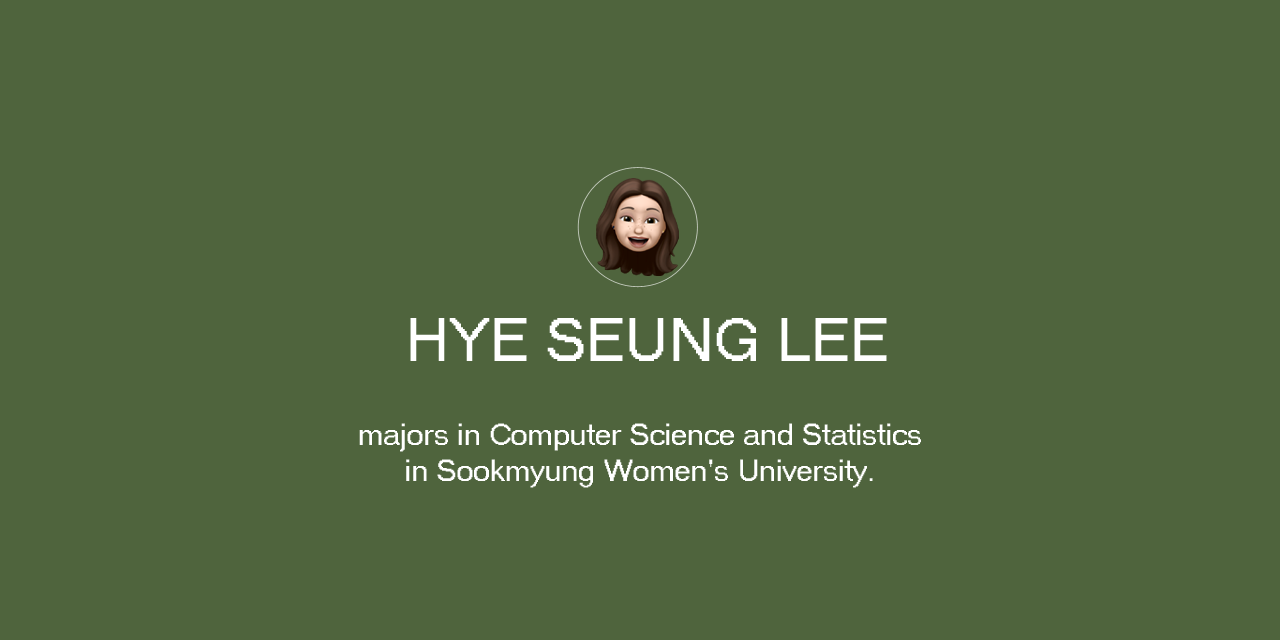 HYE SEUNG LEE
majors in Computer Science and Statistics
in Sookmyung Women's University.